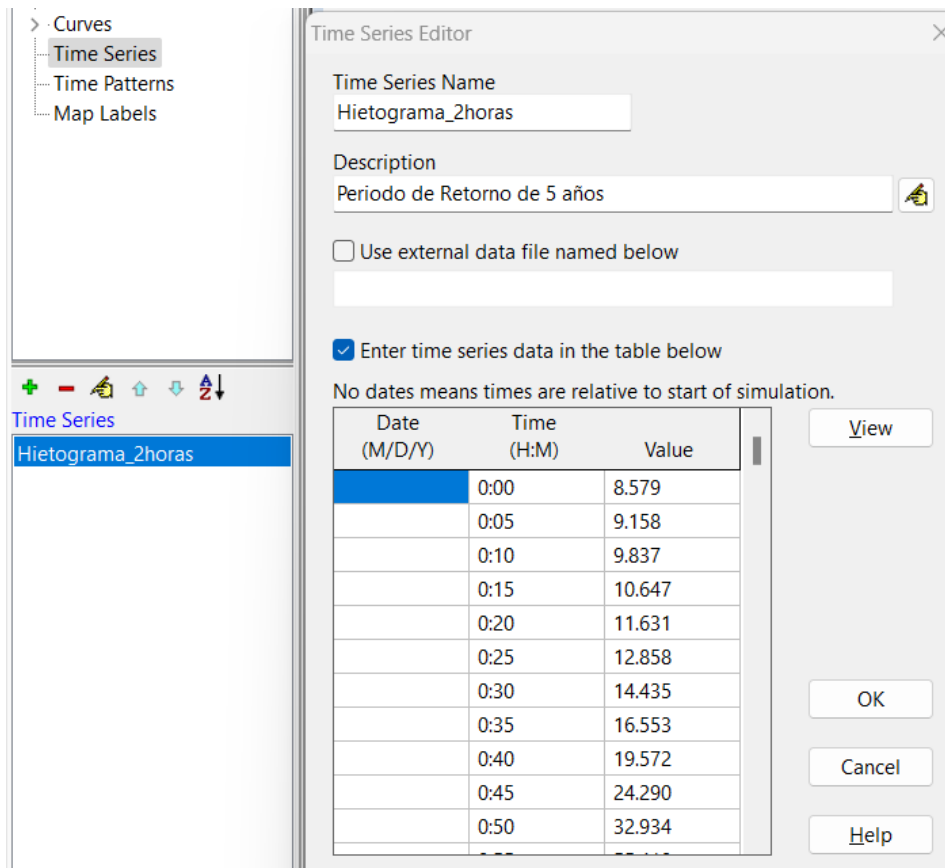 Curves
Time Series
Time Patterns
Map Labels
Time Series
Hietograma_2horas
Time Series Editor
Time Series Name
Hietograma_2horas
Description
Periodo de Retorno de 5 años
Use external data file named below
Enter time series data in the table below
No dates means times are relative to start of simulation.
Date Time
(M/D/Y) (H:M) Value
0:00 8.579
0:05 9.158
0:10 9.837
0:15 10.647
0:20 11.631
0:25 12.858
0:30 14.435
0:35 16.553
0:40 19.572
0:45 24.290
0:50 32.934
View
OK
Cancel
Help